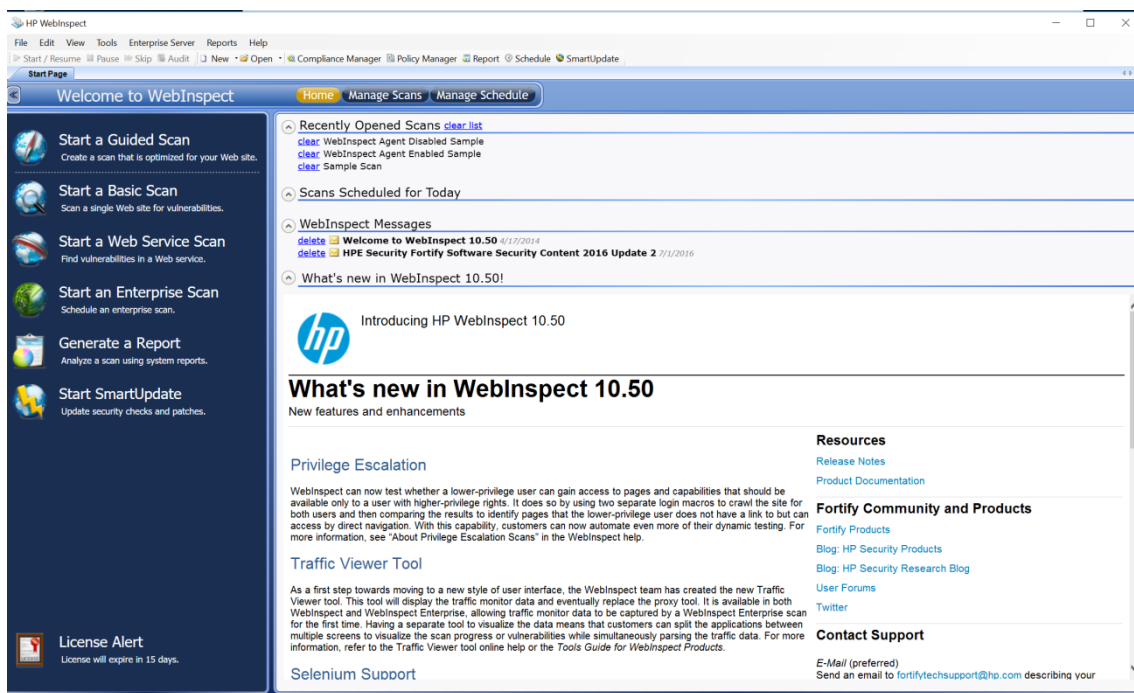 HP WebInspect
File Edit View Tools Enterprise Server Reports Help
Start / Resume Pause Skip Audit New Open Compliance Manager Policy Manager Report Schedule SmartUpdate
Start Page
Welcome to WebInspect
Home Manage Scans Manage Schedule
Start a Guided Scan
Create a scan that is optimized for your Web site.
Start a Basic Scan
Scan a single Web site for vulnerabilities.
Start a Web Service Scan
Find vulnerabilities in a Web service.
Start an Enterprise Scan
Schedule an enterprise scan.
Generate a Report
Analyze a scan using system reports.
Start SmartUpdate
Update security checks and patches.
License Alert
License will expire in 15 days.
Recently Opened Scans clear list
clear WebInspect Agent Disabled Sample
clear WebInspect Agent Enabled Sample
clear Sample Scan
Scans Scheduled for Today
WebInspect Messages
delete Welcome to WebInspect 10.50 4/17/2014
delete HPE Security Fortify Software Security Content 2016 Update 2 7/1/2016
What's new in WebInspect 10.50!
hp
Introducing HP WebInspect 10.50
What's new in WebInspect 10.50
New features and enhancements
Privilege Escalation
WebInspect can now test whether a lower-privilege user can gain access to pages and capabilities that should be
available only to a user with higher-privilege rights. It does so by using two separate login macros to crawl the site for
both users and then comparing the results to identify pages that the lower-privilege user does not have a link to but can
access by direct navigation. With this capability, customers can now automate even more of their dynamic testing. For
more information, see “About Privilege Escalation Scans” in the WebInspect help.
Traffic Viewer Tool
As a first step towards moving to a new style of user interface, the WebInspect team has created the new Traffic
Viewer tool. This tool will display the traffic monitor data and eventually replace the proxy tool. It is available in both
WebInspect and WebInspect Enterprise, allowing traffic monitor data to be captured by a WebInspect Enterprise scan
for the first time. Having a separate tool to visualize the data means that customers can split the applications between
multiple screens to visualize the scan progress or vulnerabilities while simultaneously parsing the traffic data. For more
information, refer to the Traffic Viewer tool online help or the Tools Guide for WebInspect Products.
Selenium Support
Resources
Release Notes
Product Documentation
Fortify Community and Products
Fortify Products
Blog: HP Security Products
Blog: HP Security Research Blog
User Forums
Twitter
Contact Support
E-Mail (preferred)
Send an email to fortifytechsupport@hp.com describing your